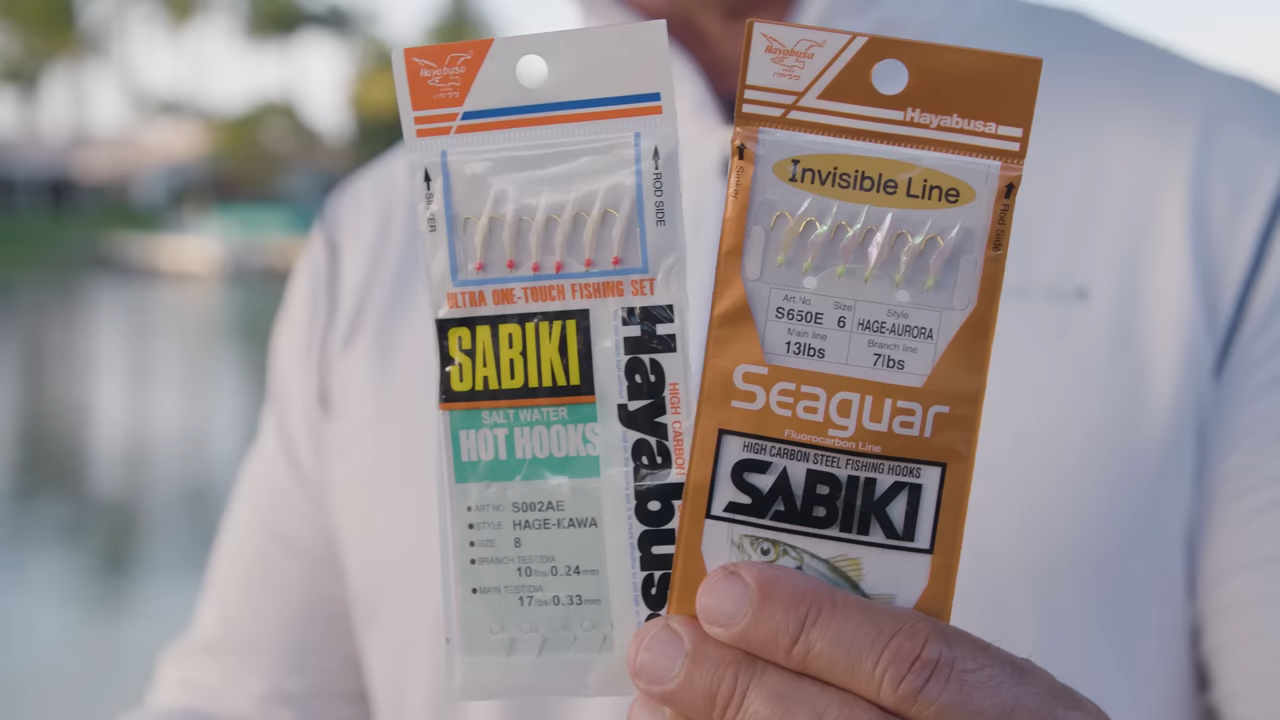 Hayabusa
SINKER
ROD SIDE
ULTRA ONE-TOUCH FISHING SET
SABIKI
SALT WATER
HOT HOOKS
Hayabusa
HIGH CARBON
ART NO. S002AE
STYLE HAGE-KAWA
SIZE 8
BRANCH TEST/DIA
10lbs/0.24mm
MAIN TEST/DIA
17lbs/0.33mm
Hayabusa
Hayabusa
Sinker
Rod Side
Invisible Line
Art.No. Size Style
S650E 6 HAGE-AURORA
Main line Branch line
13lbs 7lbs
Seaguar
Fluorocarbon Line
HIGH CARBON STEEL FISHING HOOKS
SABIKI